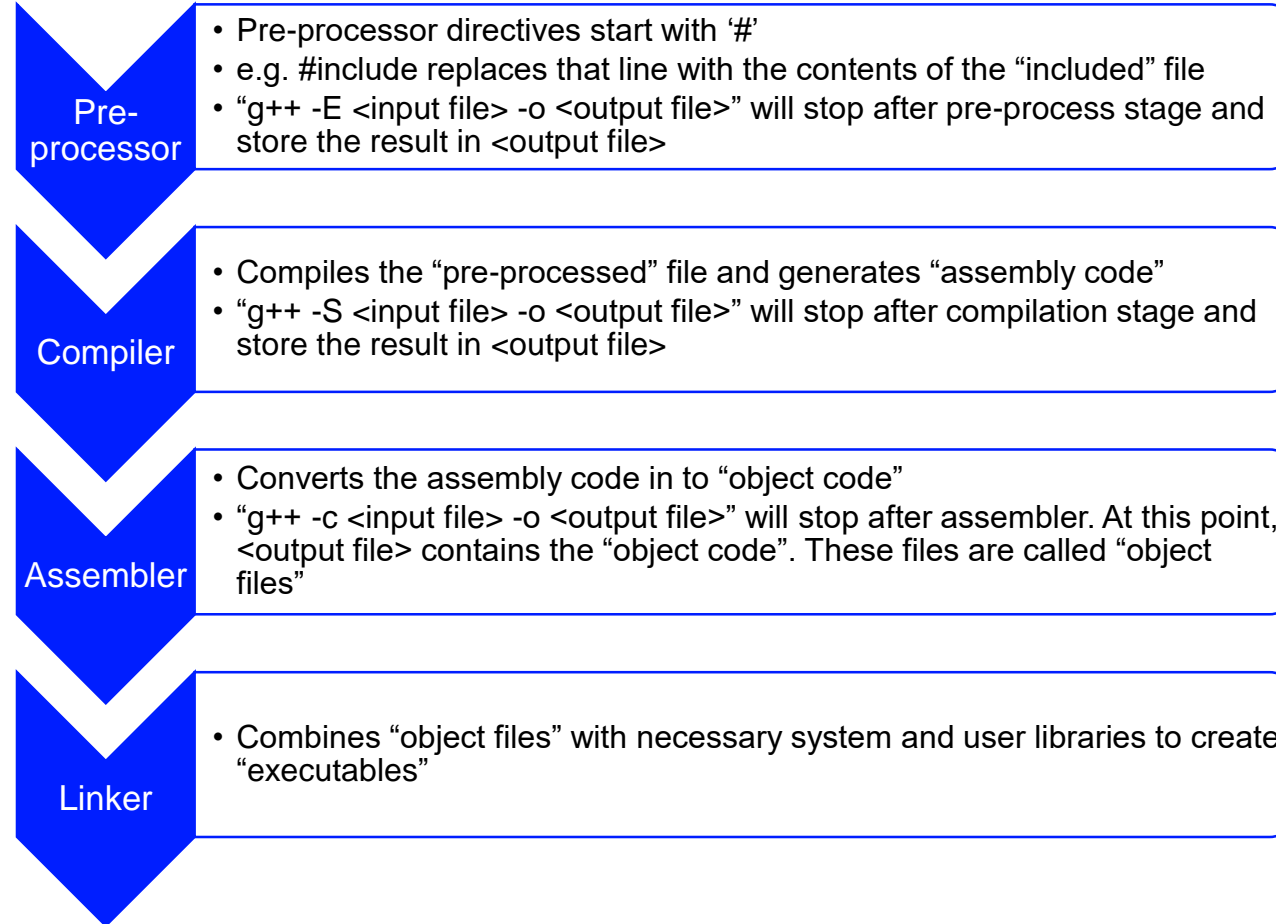 Pre-
processor
• Pre-processor directives start with ‘#’
• e.g. #include replaces that line with the contents of the “included” file
• “g++ -E <input file> -o <output file>” will stop after pre-process stage and
store the result in <output file>
Compiler
• Compiles the “pre-processed” file and generates “assembly code”
• “g++ -S <input file> -o <output file>” will stop after compilation stage and
store the result in <output file>
Assembler
• Converts the assembly code in to “object code”
• “g++ -c <input file> -o <output file>” will stop after assembler. At this point,
<output file> contains the “object code”. These files are called “object
files”
Linker
• Combines “object files” with necessary system and user libraries to create
“executables”